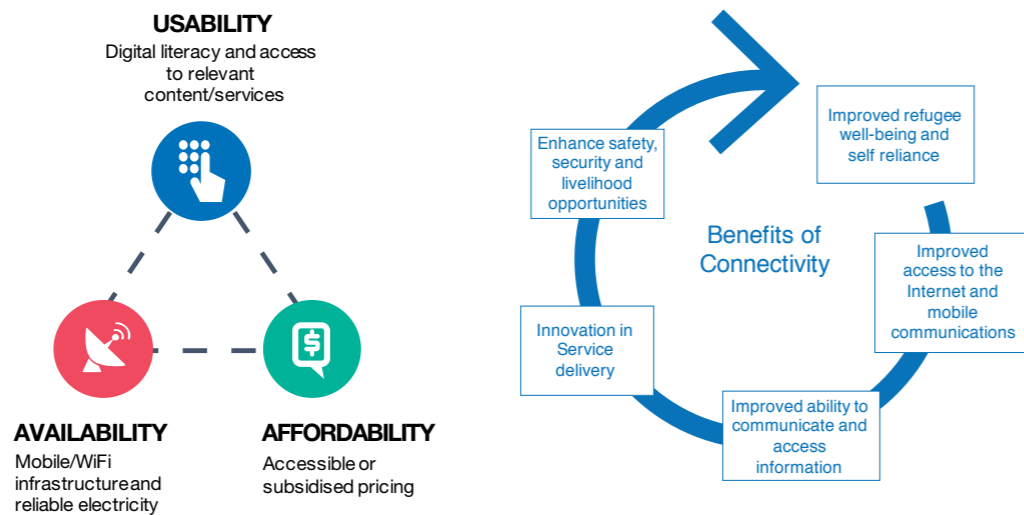 USABILITY
Digital literacy and access
to relevant
content/services
AVAILABILITY
Mobile/WiFi
infrastructure and
reliable electricity
$
AFFORDABILITY
Accessible or
subsidised pricing
Benefits of
Connectivity
Improved refugee
well-being and
self reliance
Improved
access to the
Internet and
mobile
communications
Improved ability to
communicate and
access
information
Innovation in
Service
delivery
Enhance safety,
security and
livelihood
opportunities